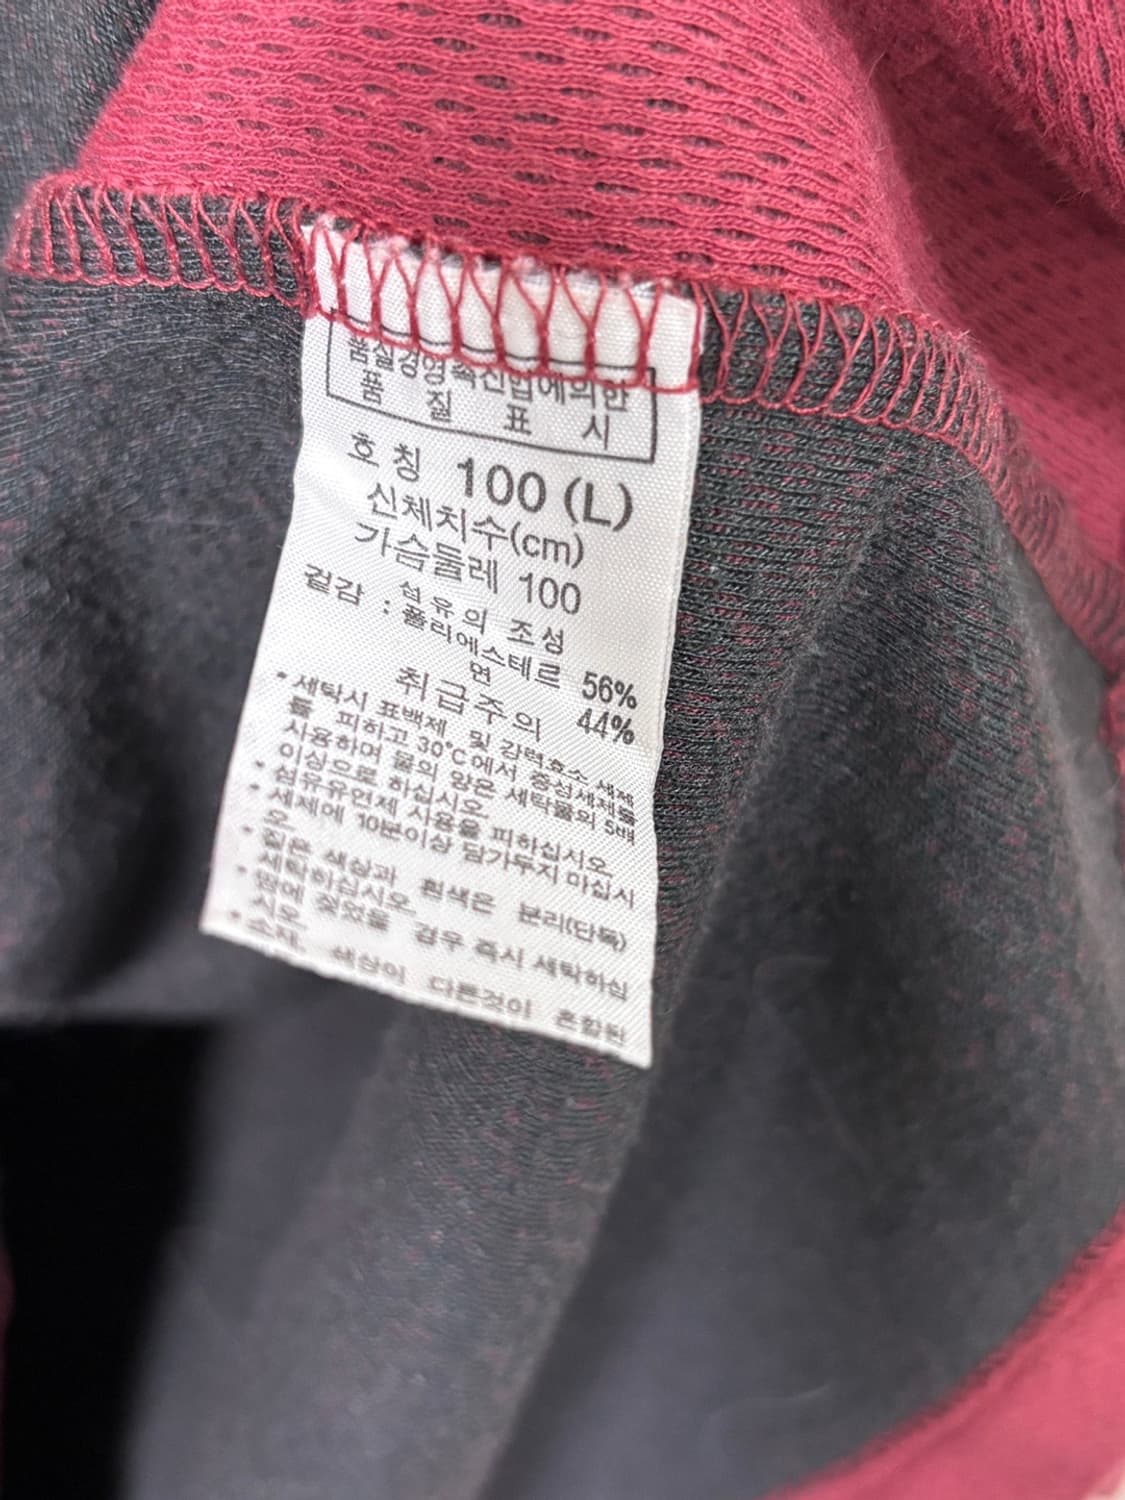 품질경영촉진법에의한
품 질 표 시
호 칭 100 (L)
신체치수(cm)
가슴둘레 100
섬유의 조성
겉감 : 폴리에스테르 56%
면 44%
취급주의
• 세탁시 표백제 및 강력효소 세제
를 피하고 30°C에서 중성세제를
사용하며 물의 양은 세탁물의 5배
이상으로 하십시오
• 섬유유연제 사용을 피하십시오
• 세제에 10분이상 담가두지 마십시
오
• 짙은 색상과 흰색은 분리(단독)
세탁하십시오
• 땀에 젖었을 경우 즉시 세탁하십
시오
• 소재, 색상이 다른것이 혼합된